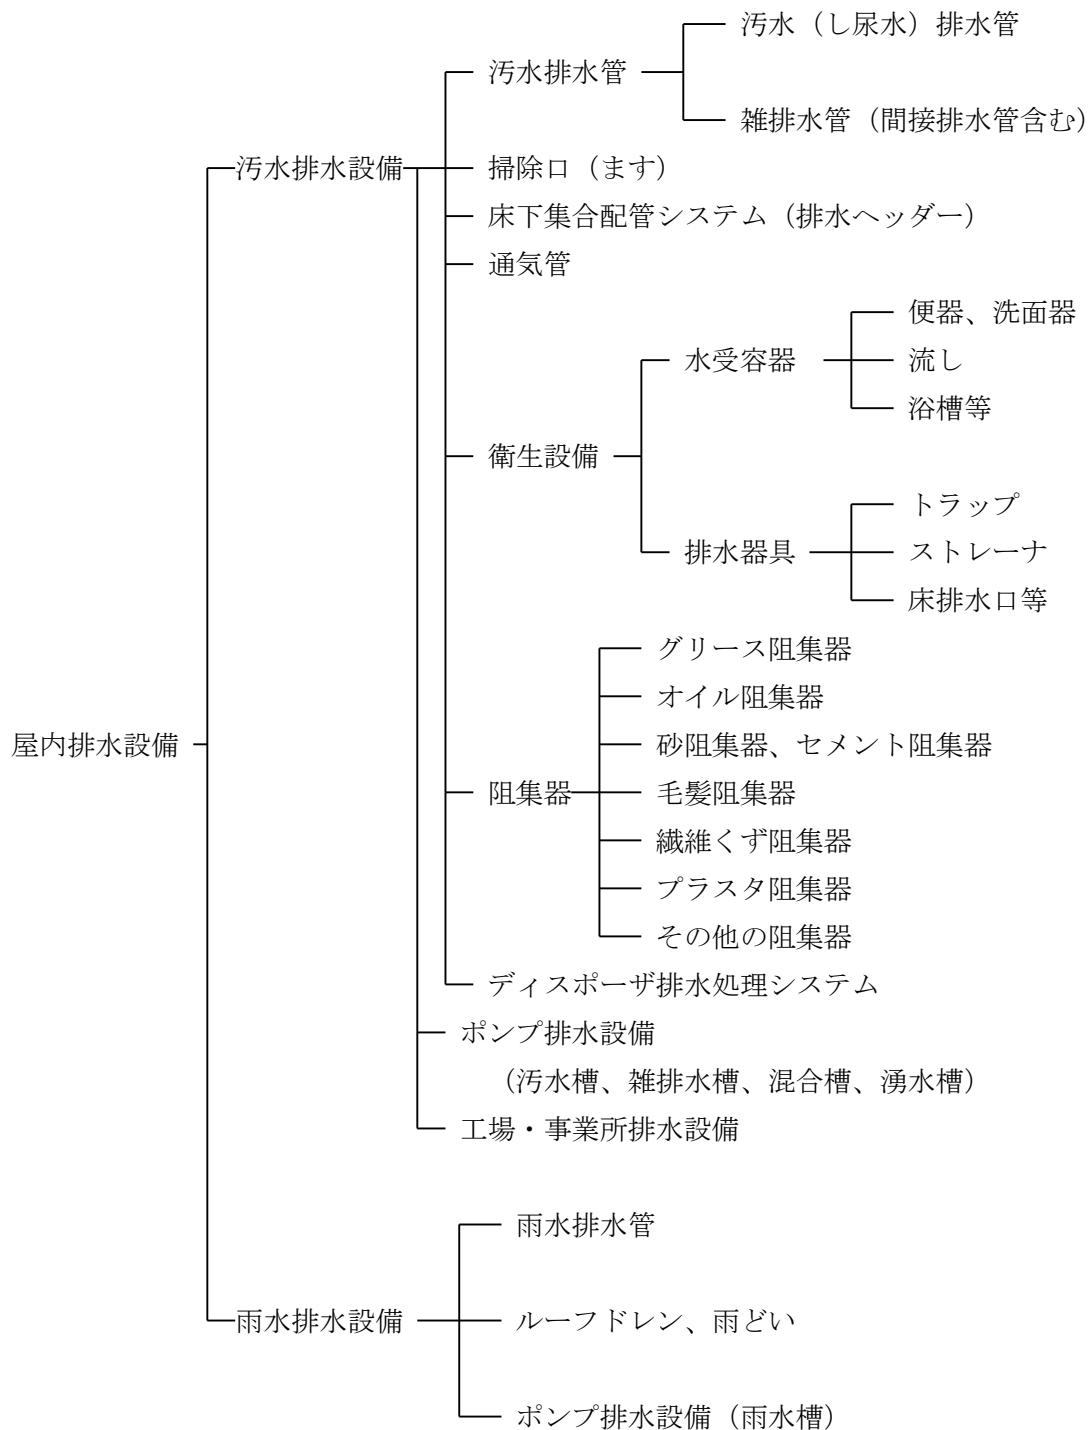 汚水（し尿水）排水管
汚水排水管
雑排水管（間接排水管含む）
汚水排水設備
掃除口（ます）
床下集合配管システム（排水ヘッダー）
通気管
便器、洗面器
水受容器
流し
浴槽等
衛生設備
トラップ
排水器具
ストレーナ
床排水口等
グリース阻集器
オイル阻集器
屋内排水設備
砂阻集器、セメント阻集器
阻集器
毛髪阻集器
繊維くず阻集器
プラスタ阻集器
その他の阻集器
ディスポーザ排水処理システム
ポンプ排水設備
（汚水槽、雑排水槽、混合槽、湧水槽）
工場・事業所排水設備
雨水排水管
雨水排水設備
ルーフドレン、雨どい
ポンプ排水設備（雨水槽）